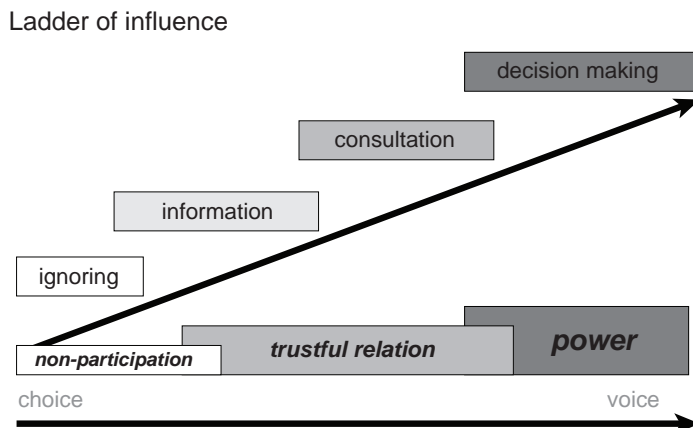 Ladder of influence
decision making
consultation
information
ignoring
non-participation
trustful relation
power
choice
voice